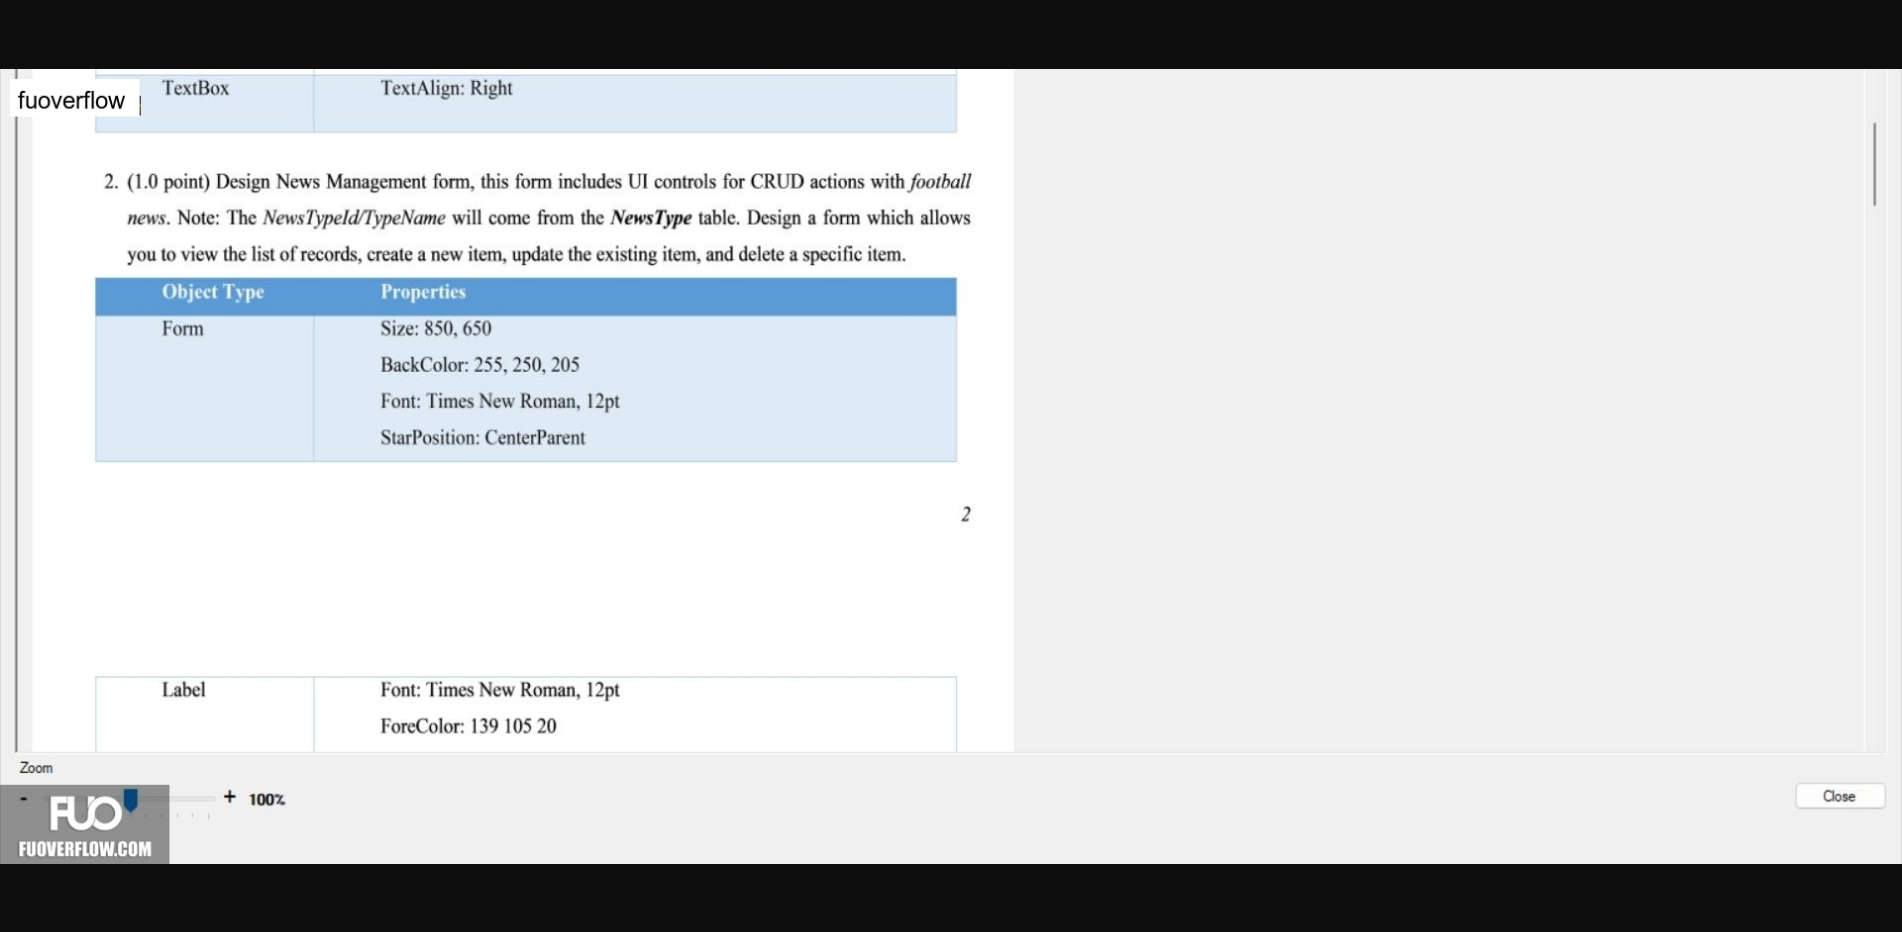 fuoverflow
TextBox
TextAlign: Right
2. (1.0 point) Design News Management form, this form includes UI controls for CRUD actions with football
news. Note: The NewsTypeId/TypeName will come from the NewsType table. Design a form which allows
you to view the list of records, create a new item, update the existing item, and delete a specific item.
Object Type
Properties
Form
Size: 850, 650
BackColor: 255, 250, 205
Font: Times New Roman, 12pt
StarPosition: CenterParent
2
Label
Font: Times New Roman, 12pt
ForeColor: 139 105 20
Zoom
- + 100%
Close
FUO
FUOVERFLOW.COM